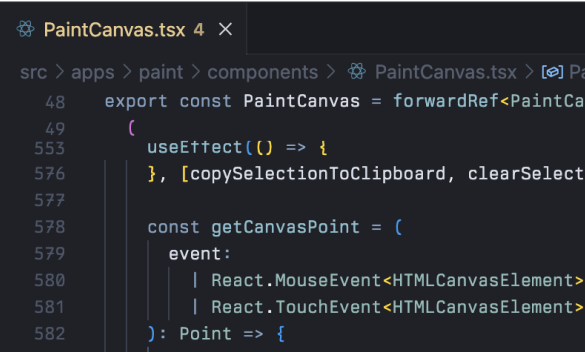 PaintCanvas.tsx 4 ×
src > apps > paint > components > PaintCanvas.tsx > Pa
48 export const PaintCanvas = forwardRef<PaintCa
49 (
553 useEffect(() => {
576 }, [copySelectionToClipboard, clearSelect
577
578 const getCanvasPoint = (
579 event:
580 | React.MouseEvent<HTMLCanvasElement>
581 | React.TouchEvent<HTMLCanvasElement>
582 ): Point => {